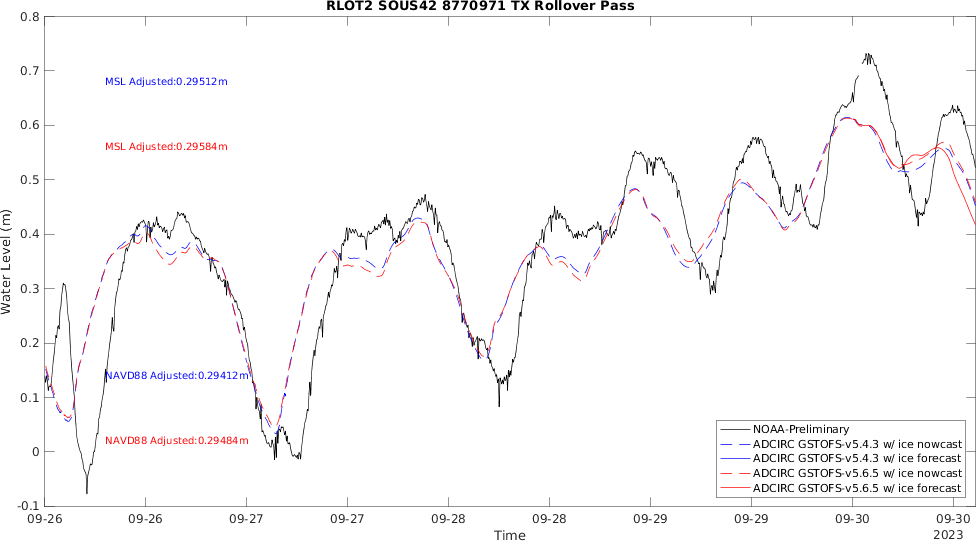 RLOT2 SOUS42 8770971 TX Rollover Pass
0.8
0.7
0.6
0.5
0.4
0.3
0.2
0.1
0
-0.1
Water Level (m)
MSL Adjusted:0.29512m
MSL Adjusted:0.29584m
NAVD88 Adjusted:0.29412m
NAVD88 Adjusted:0.29484m
NOAA-Preliminary
ADCIRC GSTOFS-v5.4.3 w/ ice nowcast
ADCIRC GSTOFS-v5.4.3 w/ ice forecast
ADCIRC GSTOFS-v5.6.5 w/ ice nowcast
ADCIRC GSTOFS-v5.6.5 w/ ice forecast
09-26 09-26 09-27 09-27 09-28 09-28 09-29 09-29 09-30 09-30
2023
Time